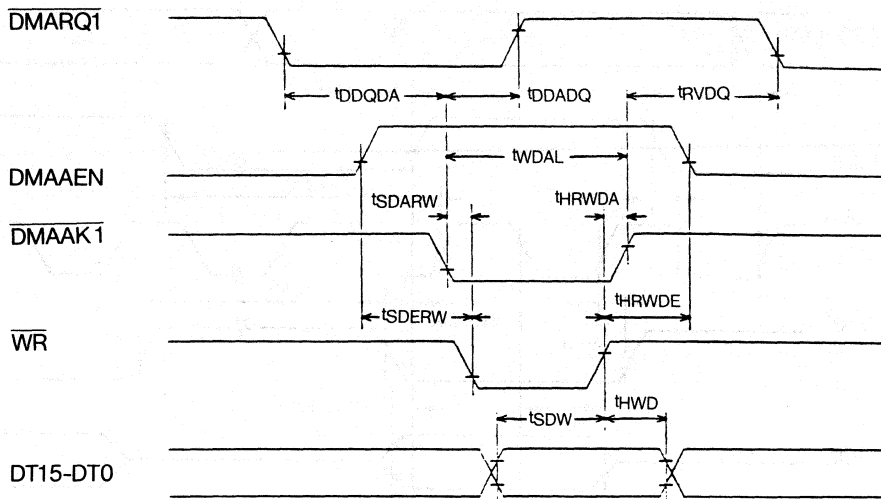 DMARQ1
tDDQDA
tDDADQ
tRVDQ
tWDAL
DMAAEN
tSDARW
tHRWDA
DMAAK1
tSDERW
tHRWDE
WR
tSDW
tHWD
DT15-DT0